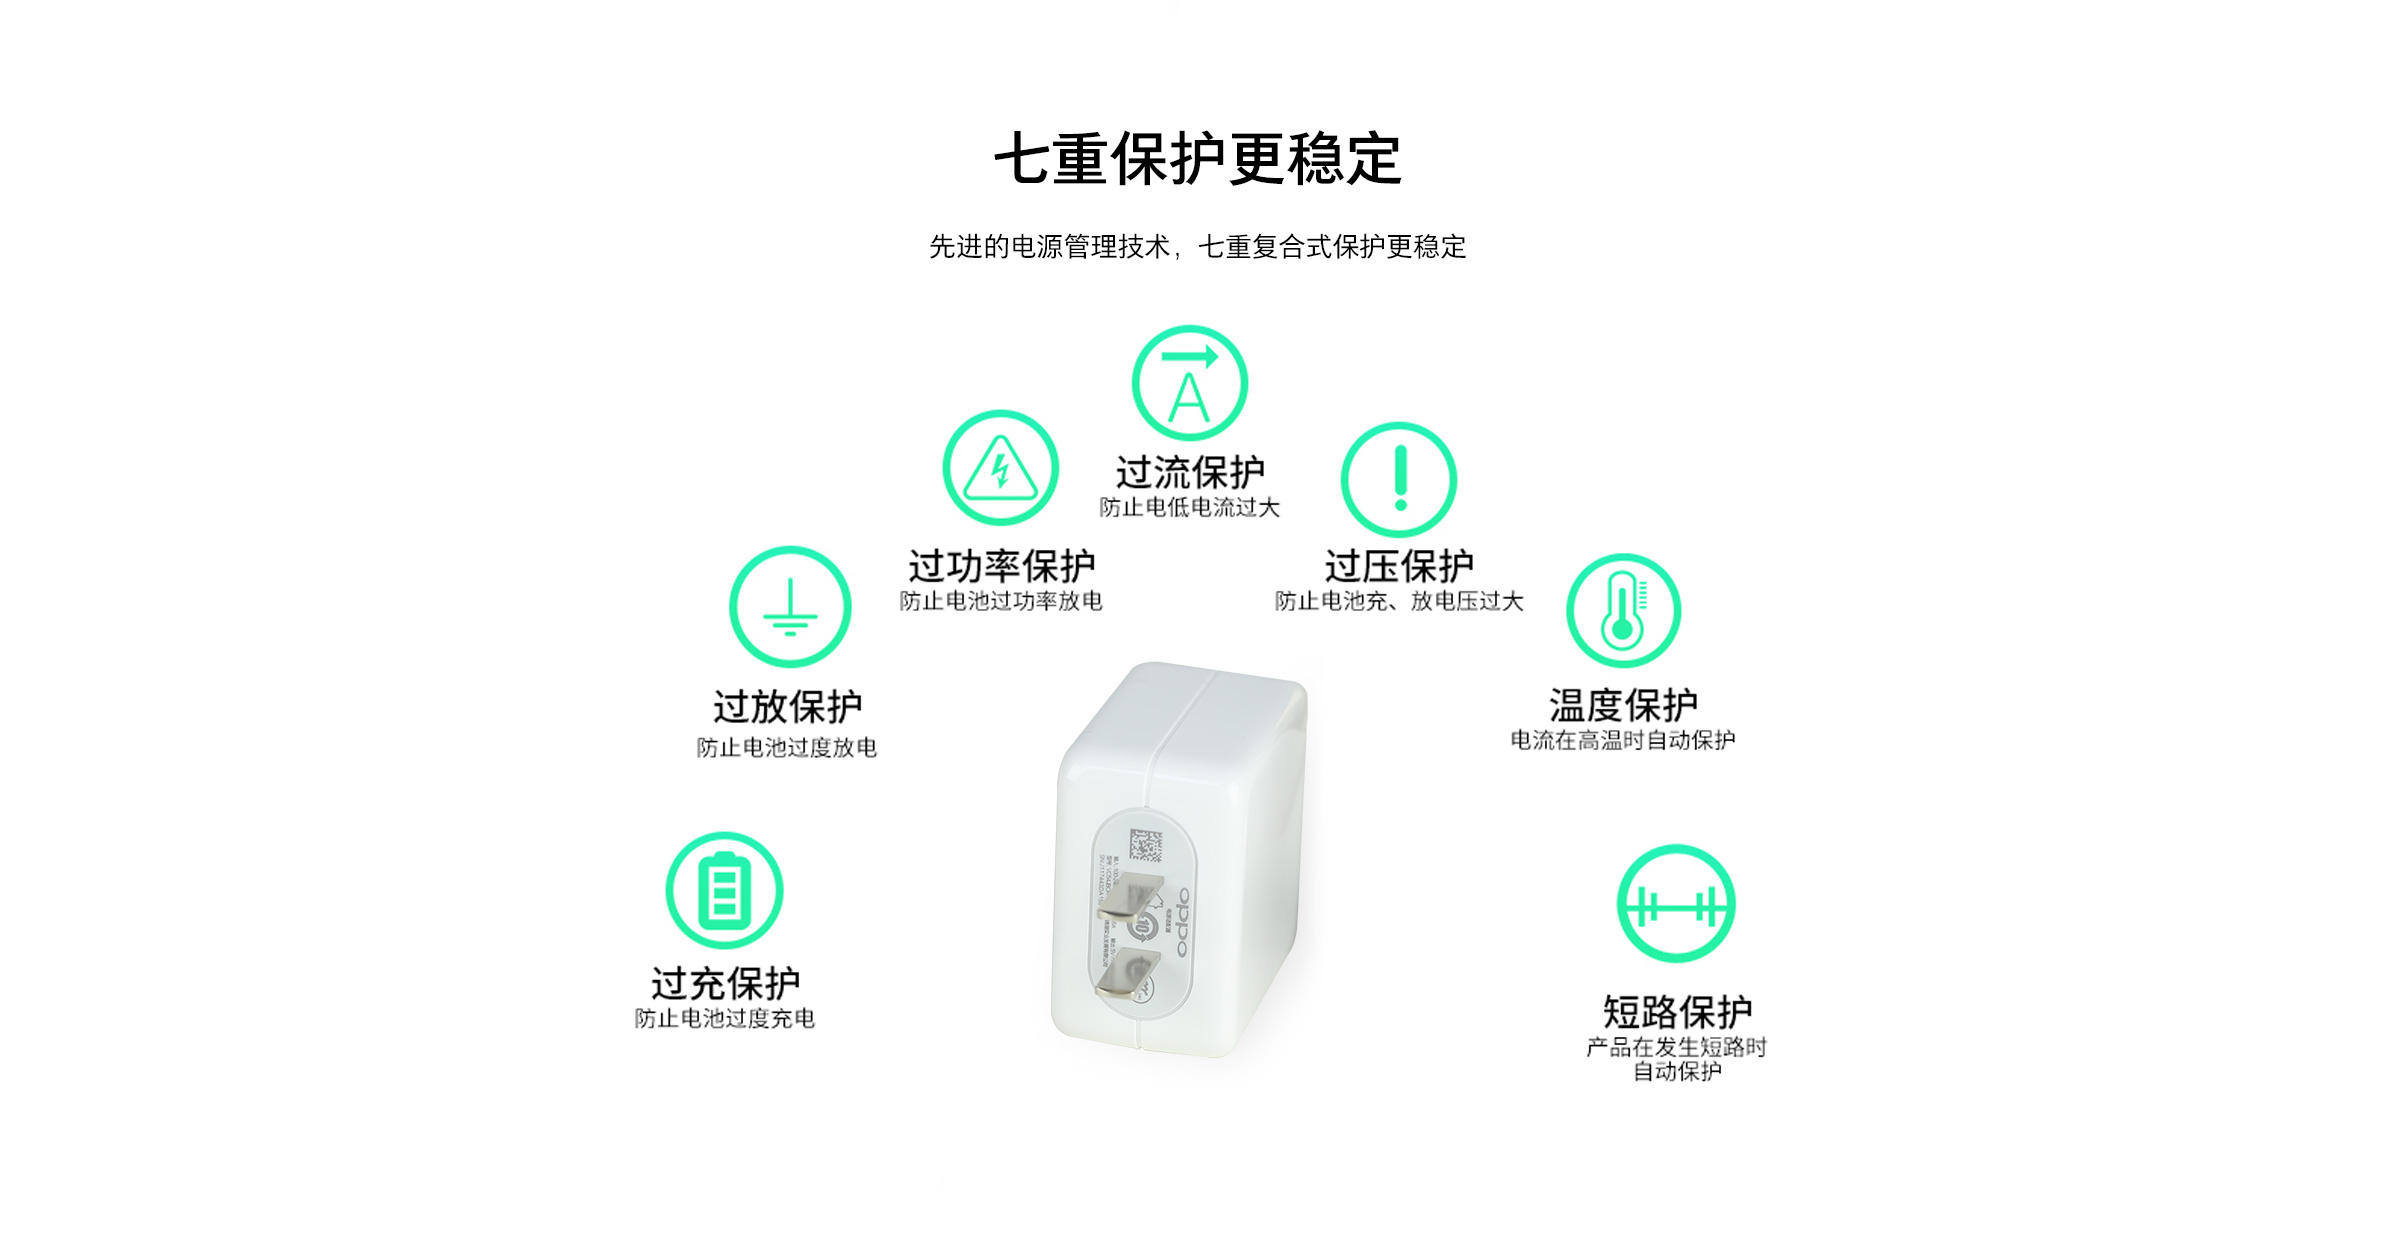 七重保护更稳定
先进的电源管理技术，七重复合式保护更稳定
A
过流保护
防止电低电流过大
过功率保护
防止电池过功率放电
过压保护
防止电池充、放电压过大
过放保护
防止电池过度放电
温度保护
电流在高温时自动保护
过充保护
防止电池过度充电
短路保护
产品在发生短路时
自动保护
oppo
电源适配器
10